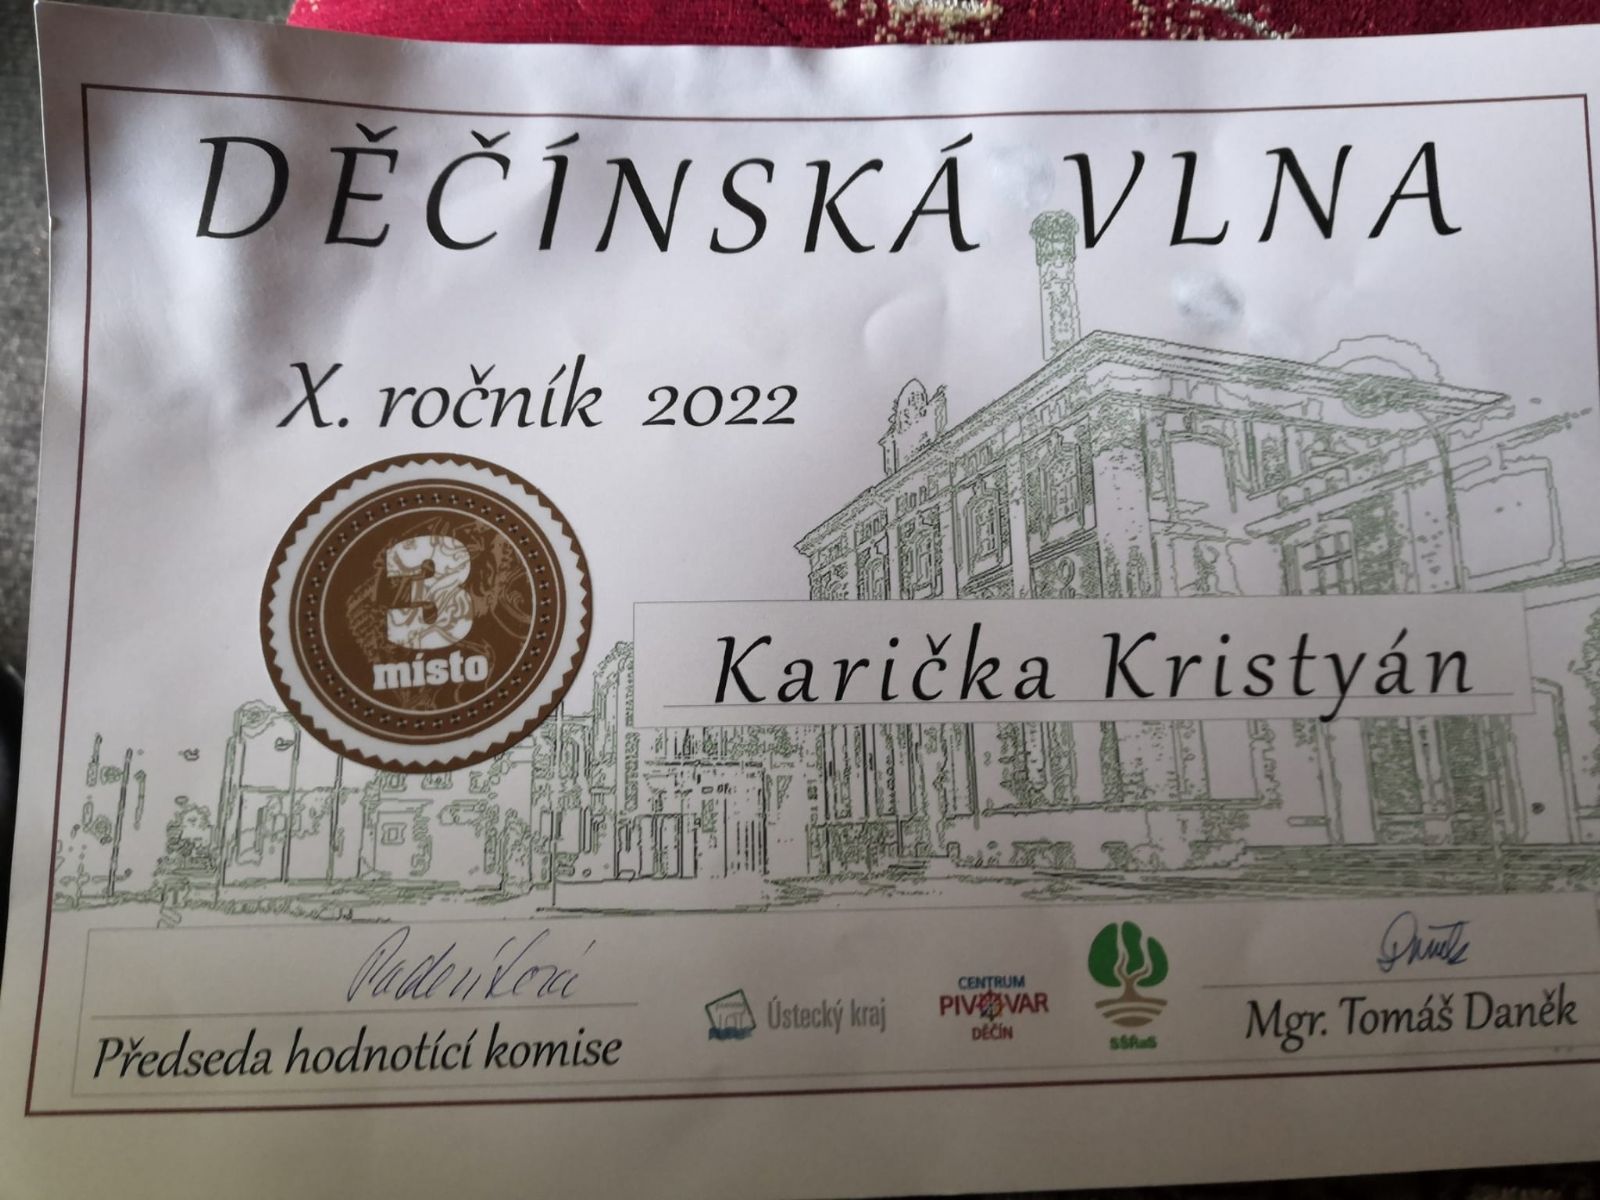 DĚČÍNSKÁ VLNA
X. ročník 2022
3
místo
Karička Kristyán
Předseda hodnotící komise
Ústecký kraj
CENTRUM
PIVOVAR
DĚČÍN
Mgr. Tomáš Daněk